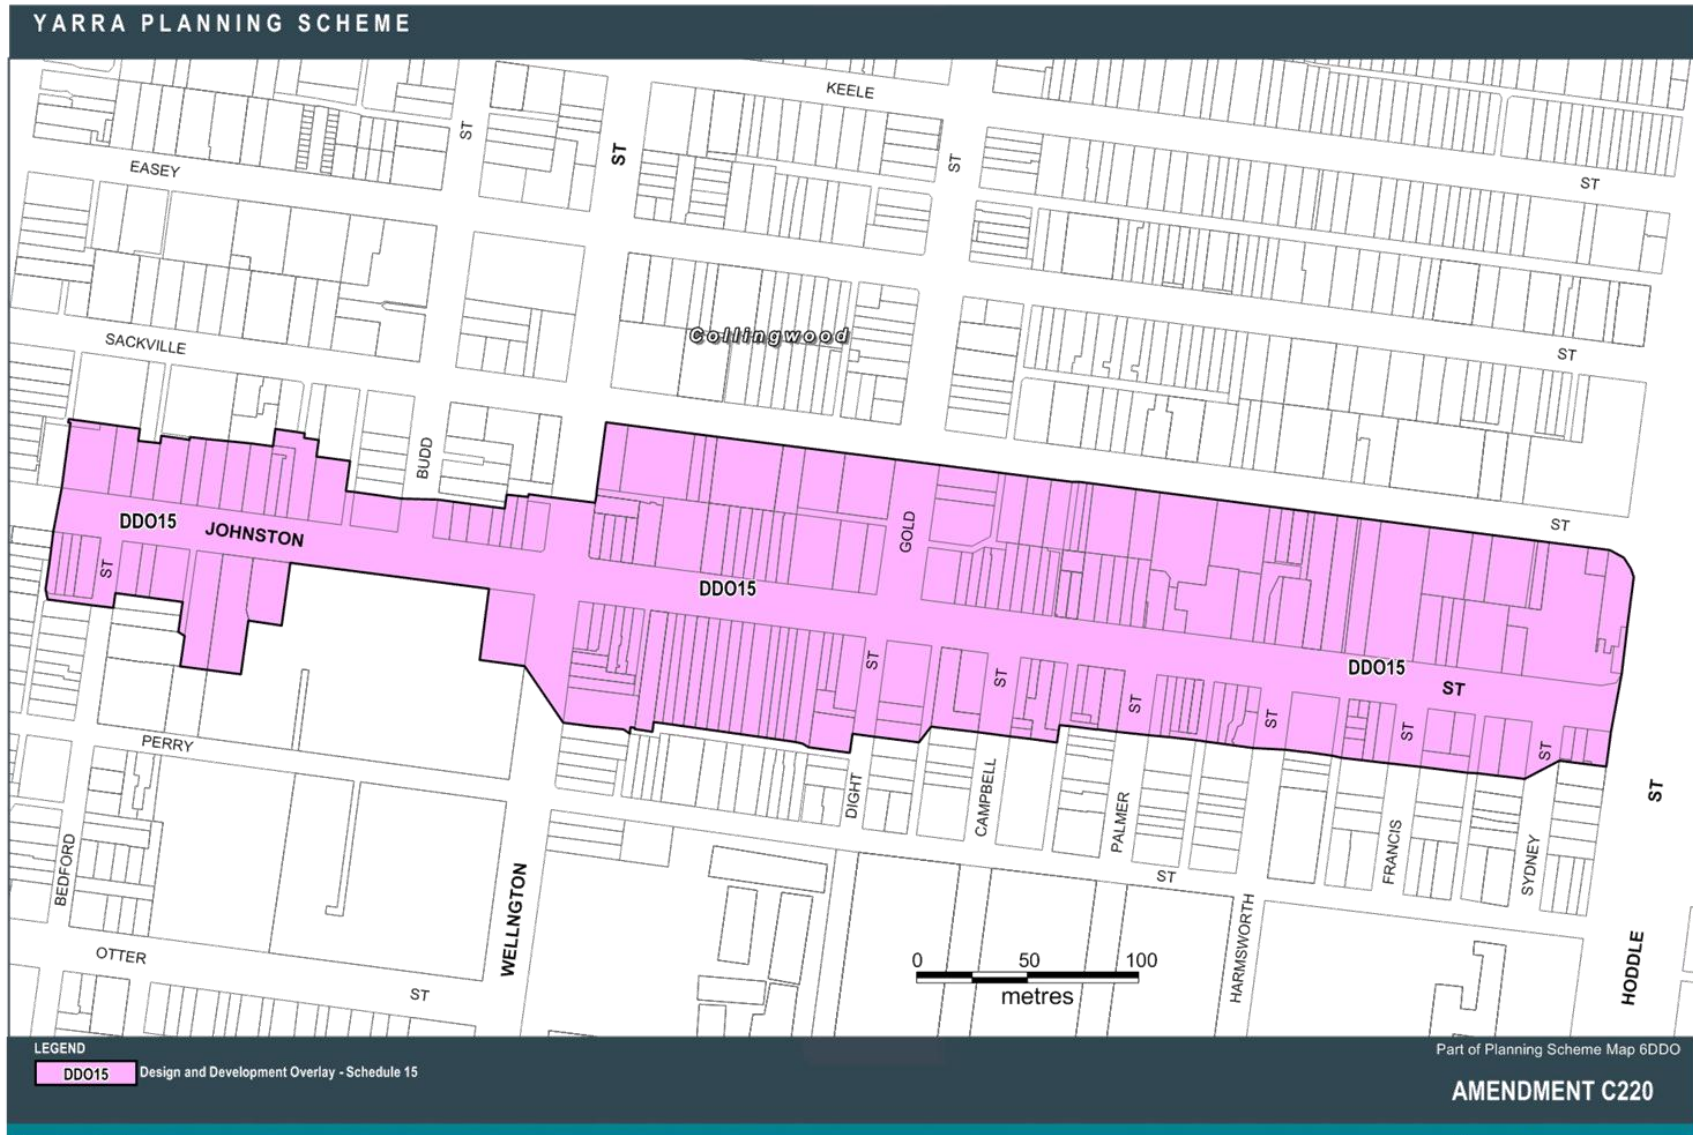 YARRA PLANNING SCHEME
KEELE
ST
ST
ST
EASEY
ST
Collingwood
SACKVILLE
ST
BUDD
GOLD
ST
DDO15
JOHNSTON
ST
DDO15
DDO15
ST
ST
ST
ST
ST
ST
ST
PERRY
DIGHT
CAMPBELL
PALMER
FRANCIS
SYDNEY
ST
BEDFORD
WELLNGTON
ST
HARMSWORTH
HODDLE
OTTER
ST
0 50 100
metres
LEGEND
DDO15 Design and Development Overlay - Schedule 15
Part of Planning Scheme Map 6DDO
AMENDMENT C220